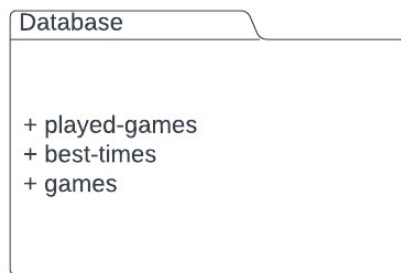 Database
+ played-games
+ best-times
+ games